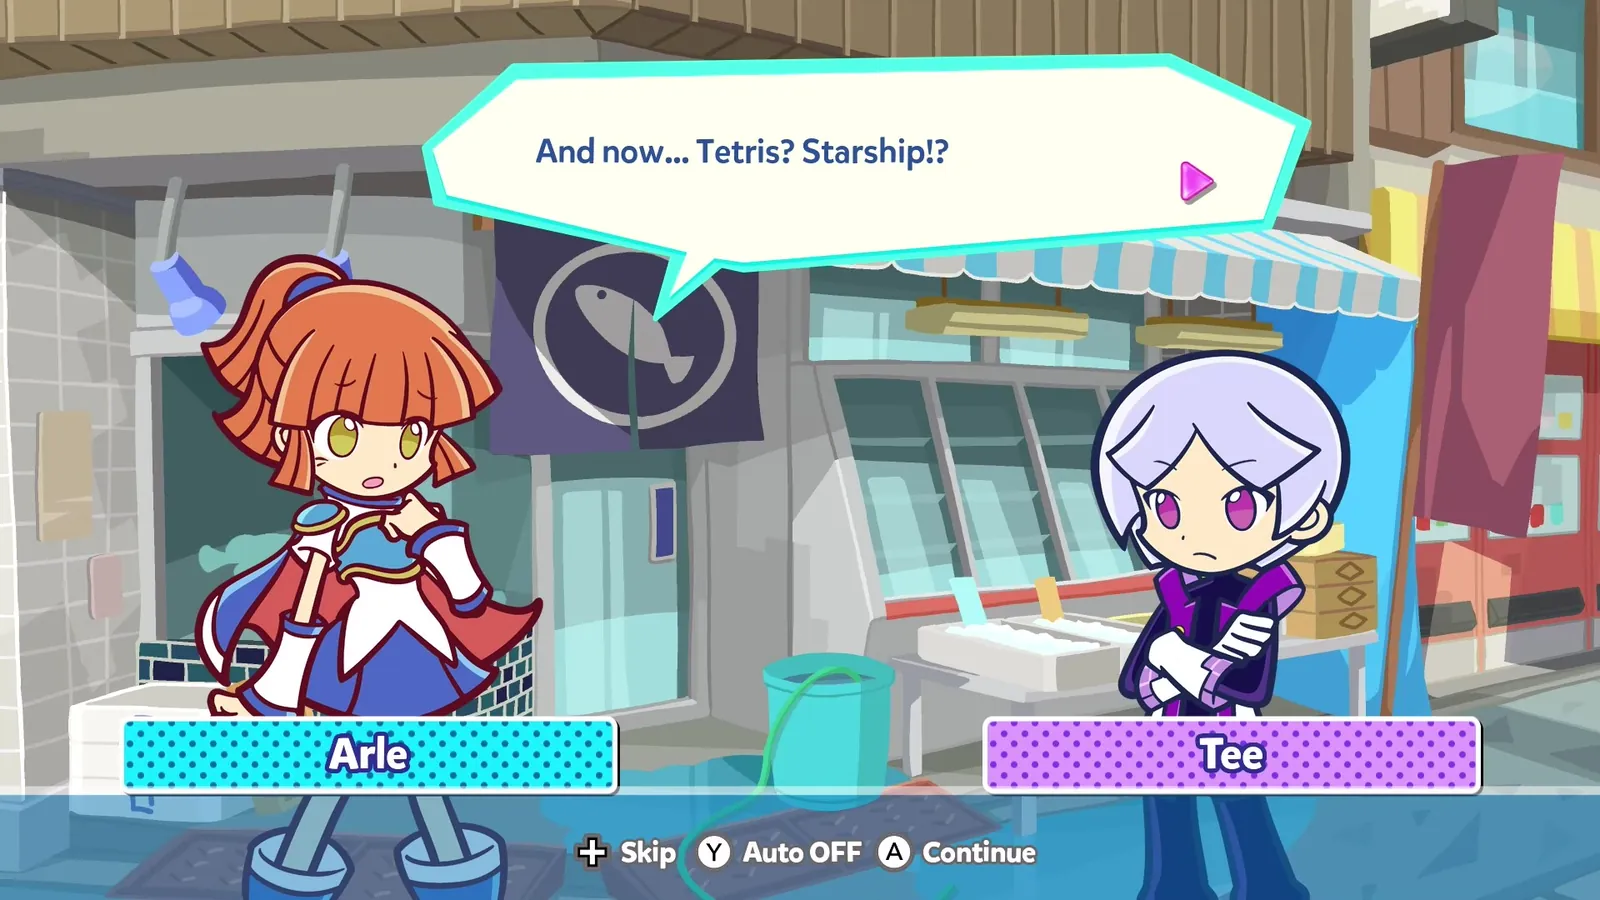 And now... Tetris? Starship!?
Arle
Tee
+ Skip Y Auto OFF A Continue